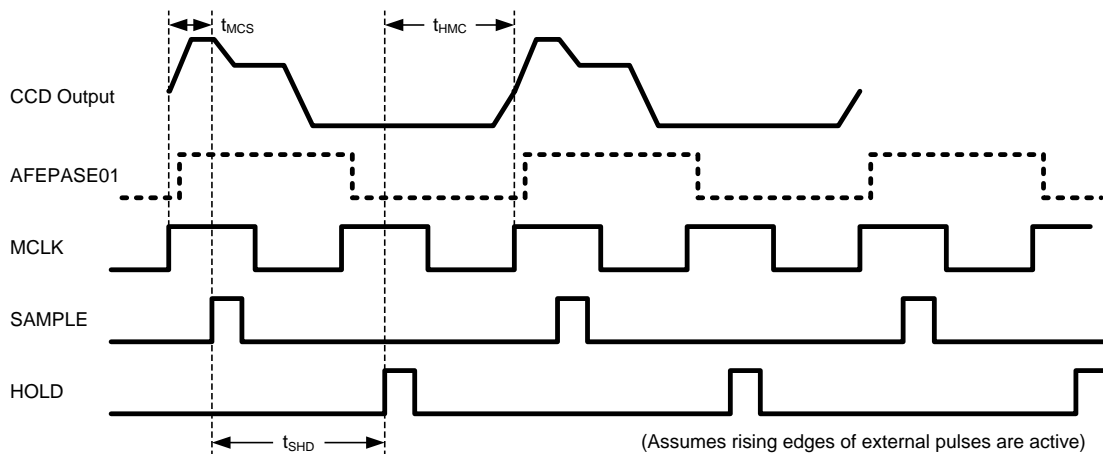 tMCS
tHMC
CCD Output
AFEPASE01
MCLK
SAMPLE
HOLD
tSHD
(Assumes rising edges of external pulses are active)